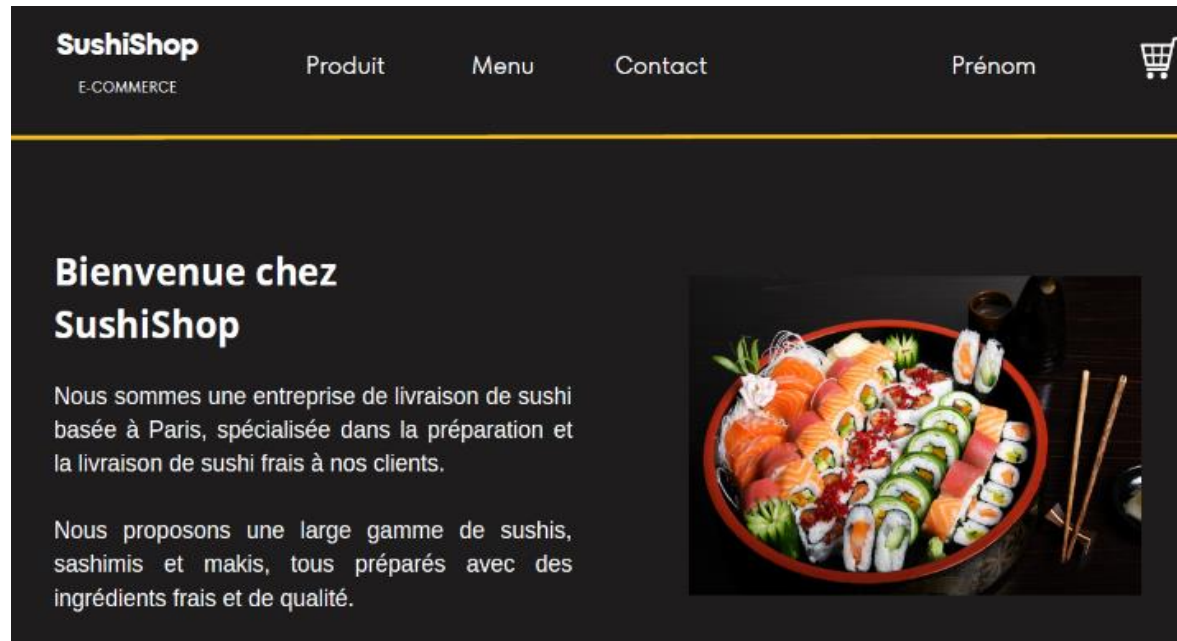 SushiShop
E-COMMERCE
Produit
Menu
Contact
Prénom
Bienvenue chez
SushiShop
Nous sommes une entreprise de livraison de sushi
basée à Paris, spécialisée dans la préparation et
la livraison de sushi frais à nos clients.
Nous proposons une large gamme de sushis,
sashimis et makis, tous préparés avec des
ingrédients frais et de qualité.